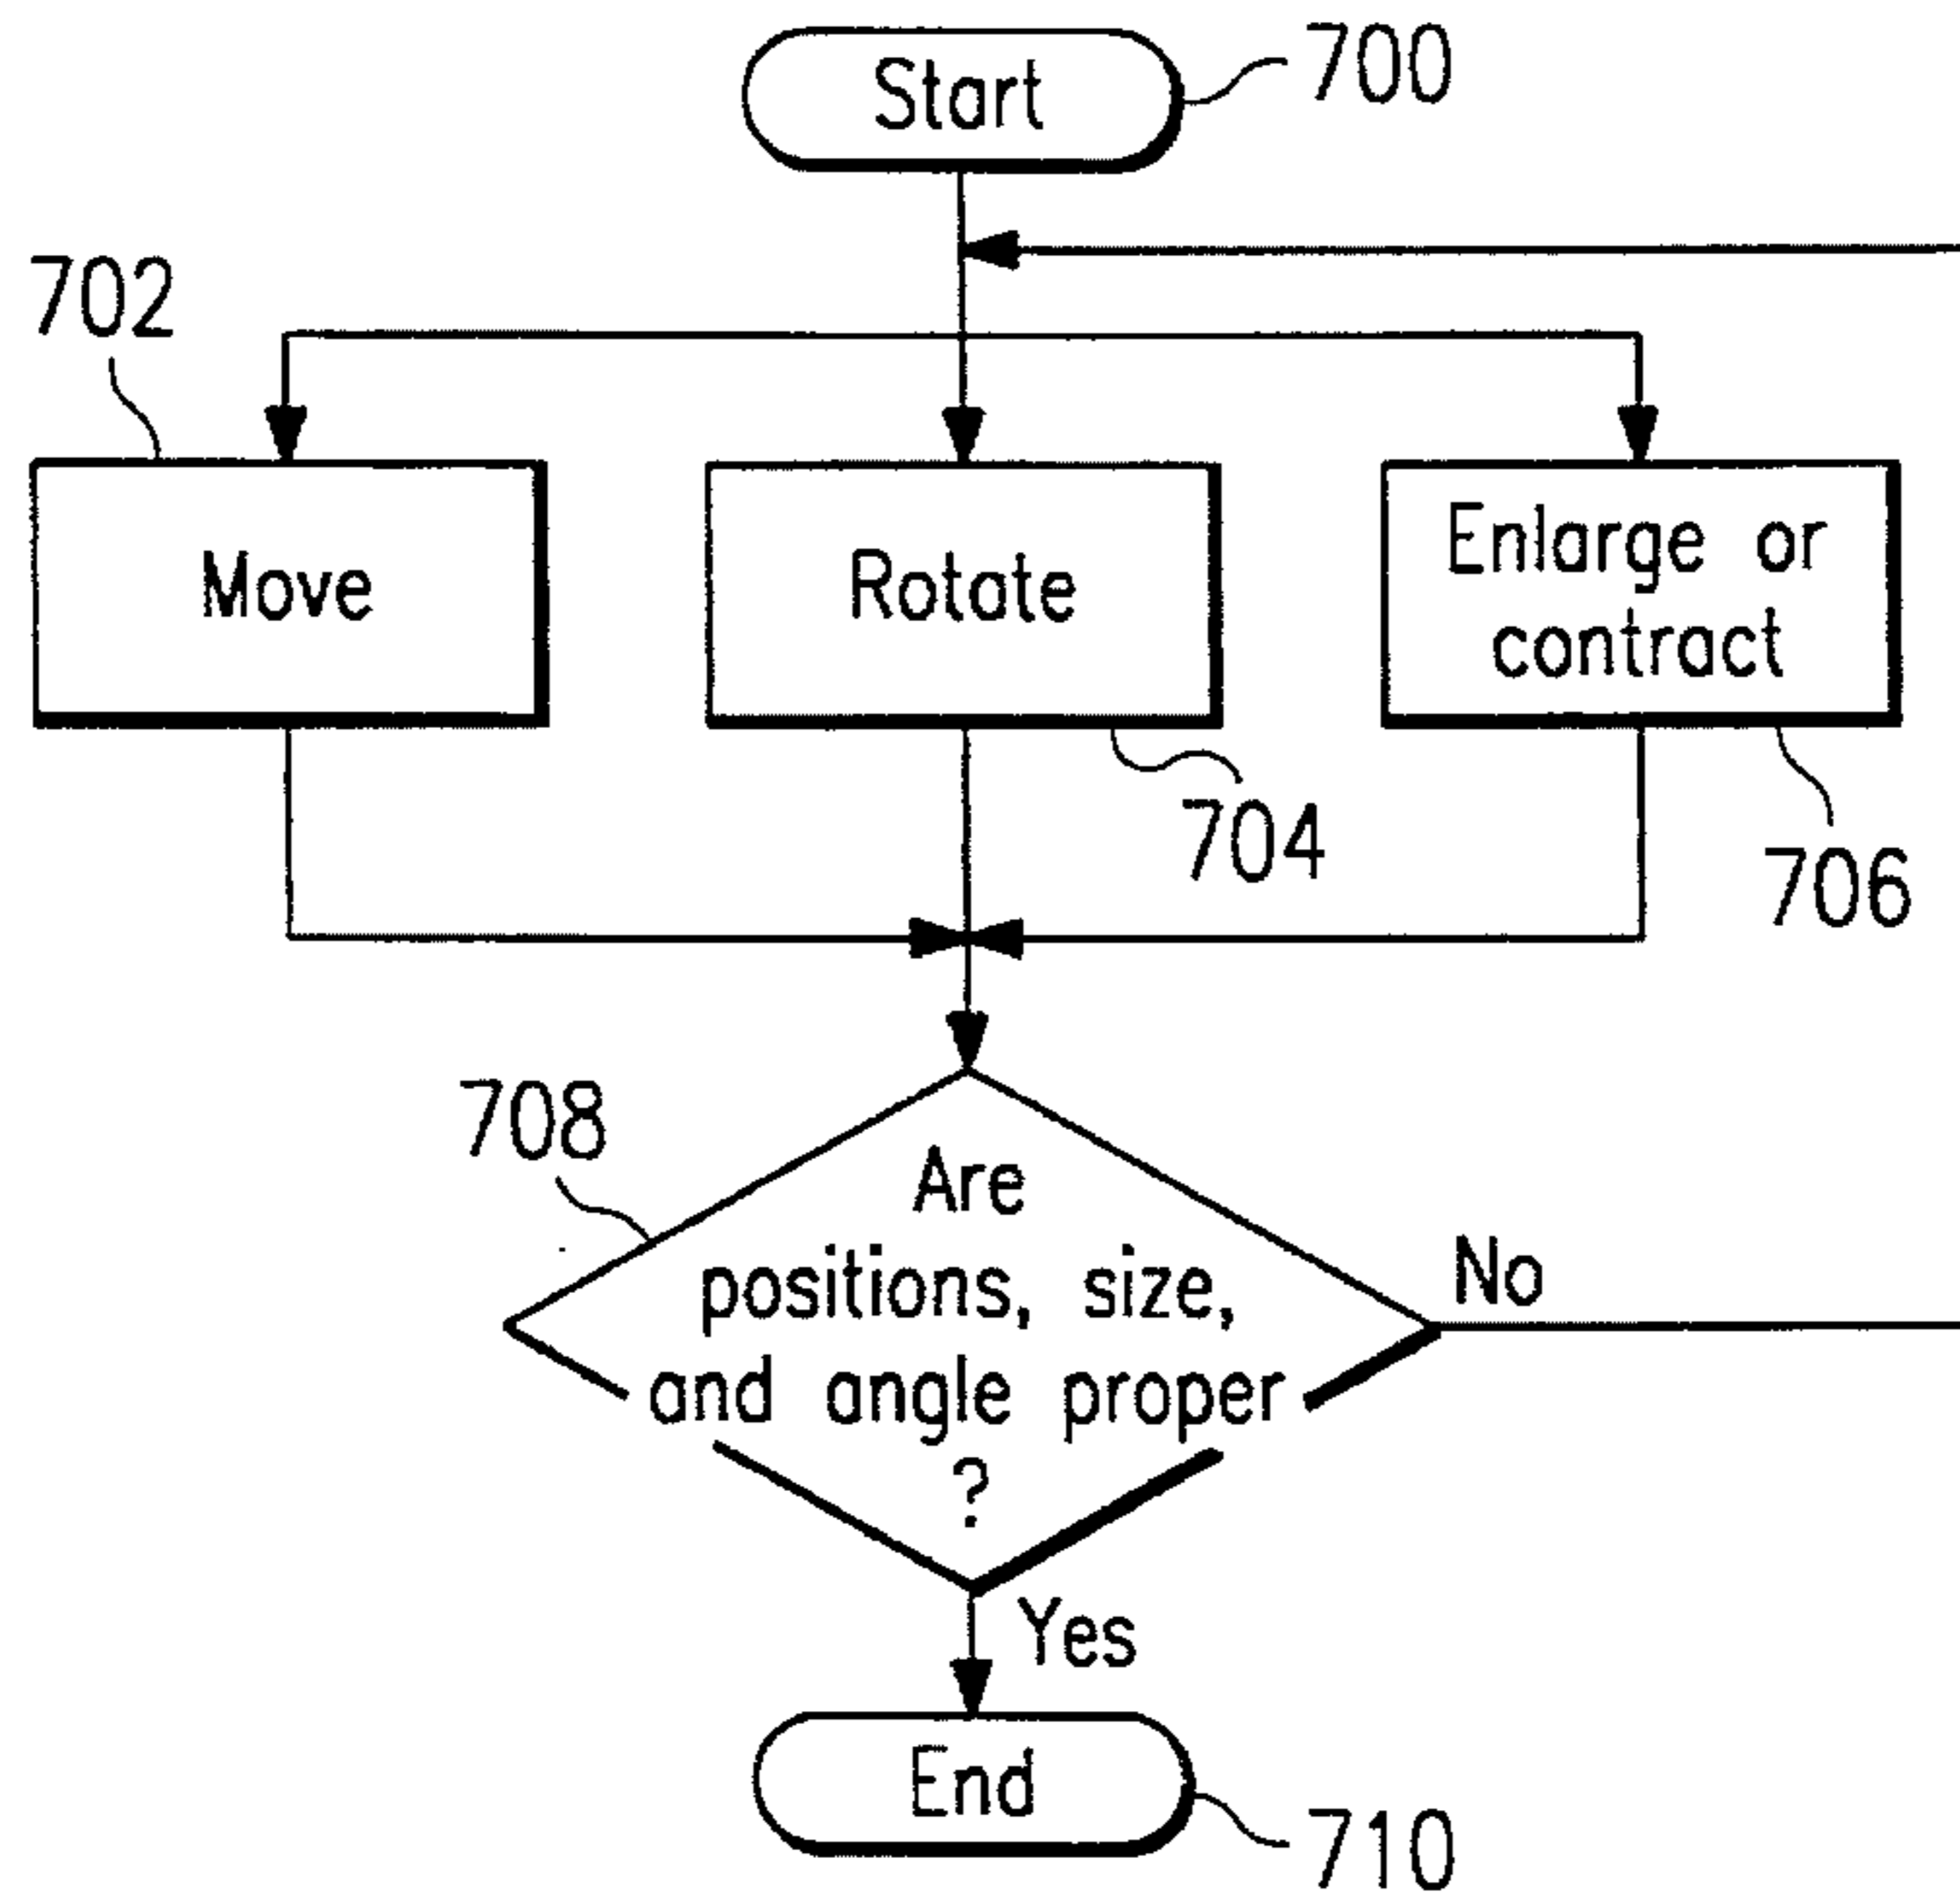 Start
700
702
Move
Rotate
Enlarge or
contract
704
706
708
Are
positions, size,
and angle proper
?
No
Yes
End
710